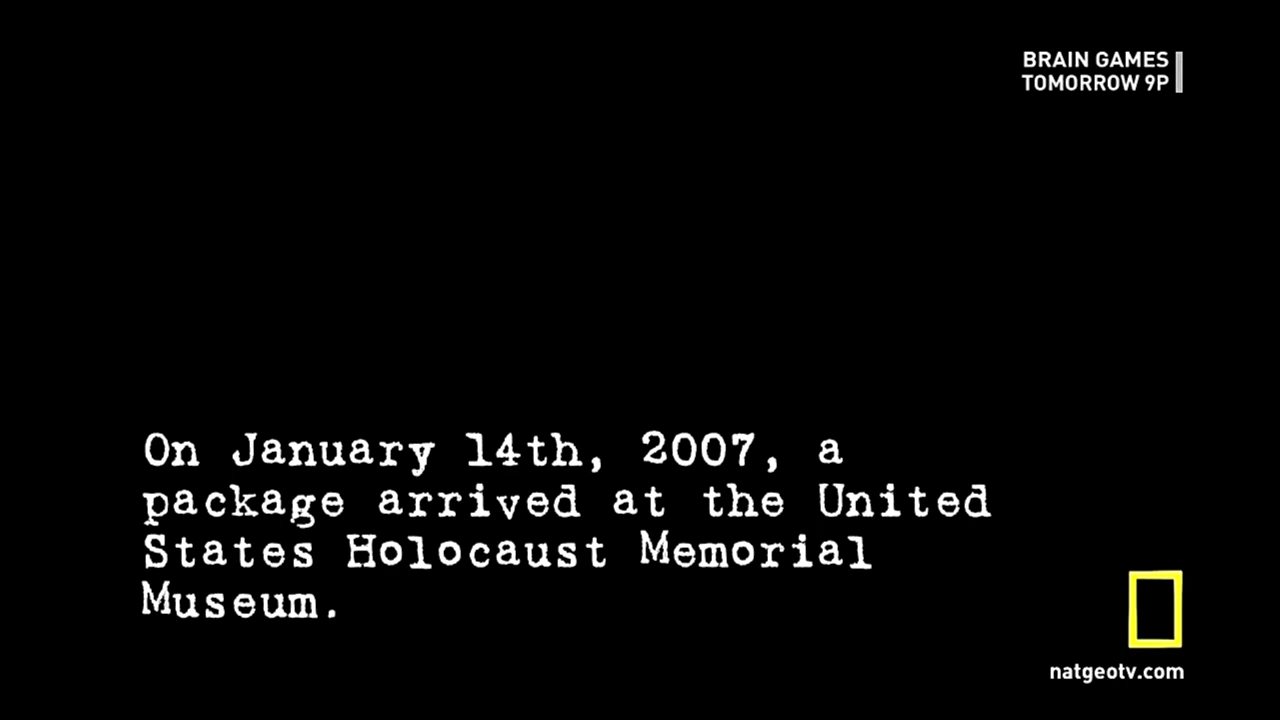 BRAIN GAMES
TOMORROW 9P
On January 14th, 2007, a
package arrived at the United
States Holocaust Memorial
Museum.
natgeotv.com